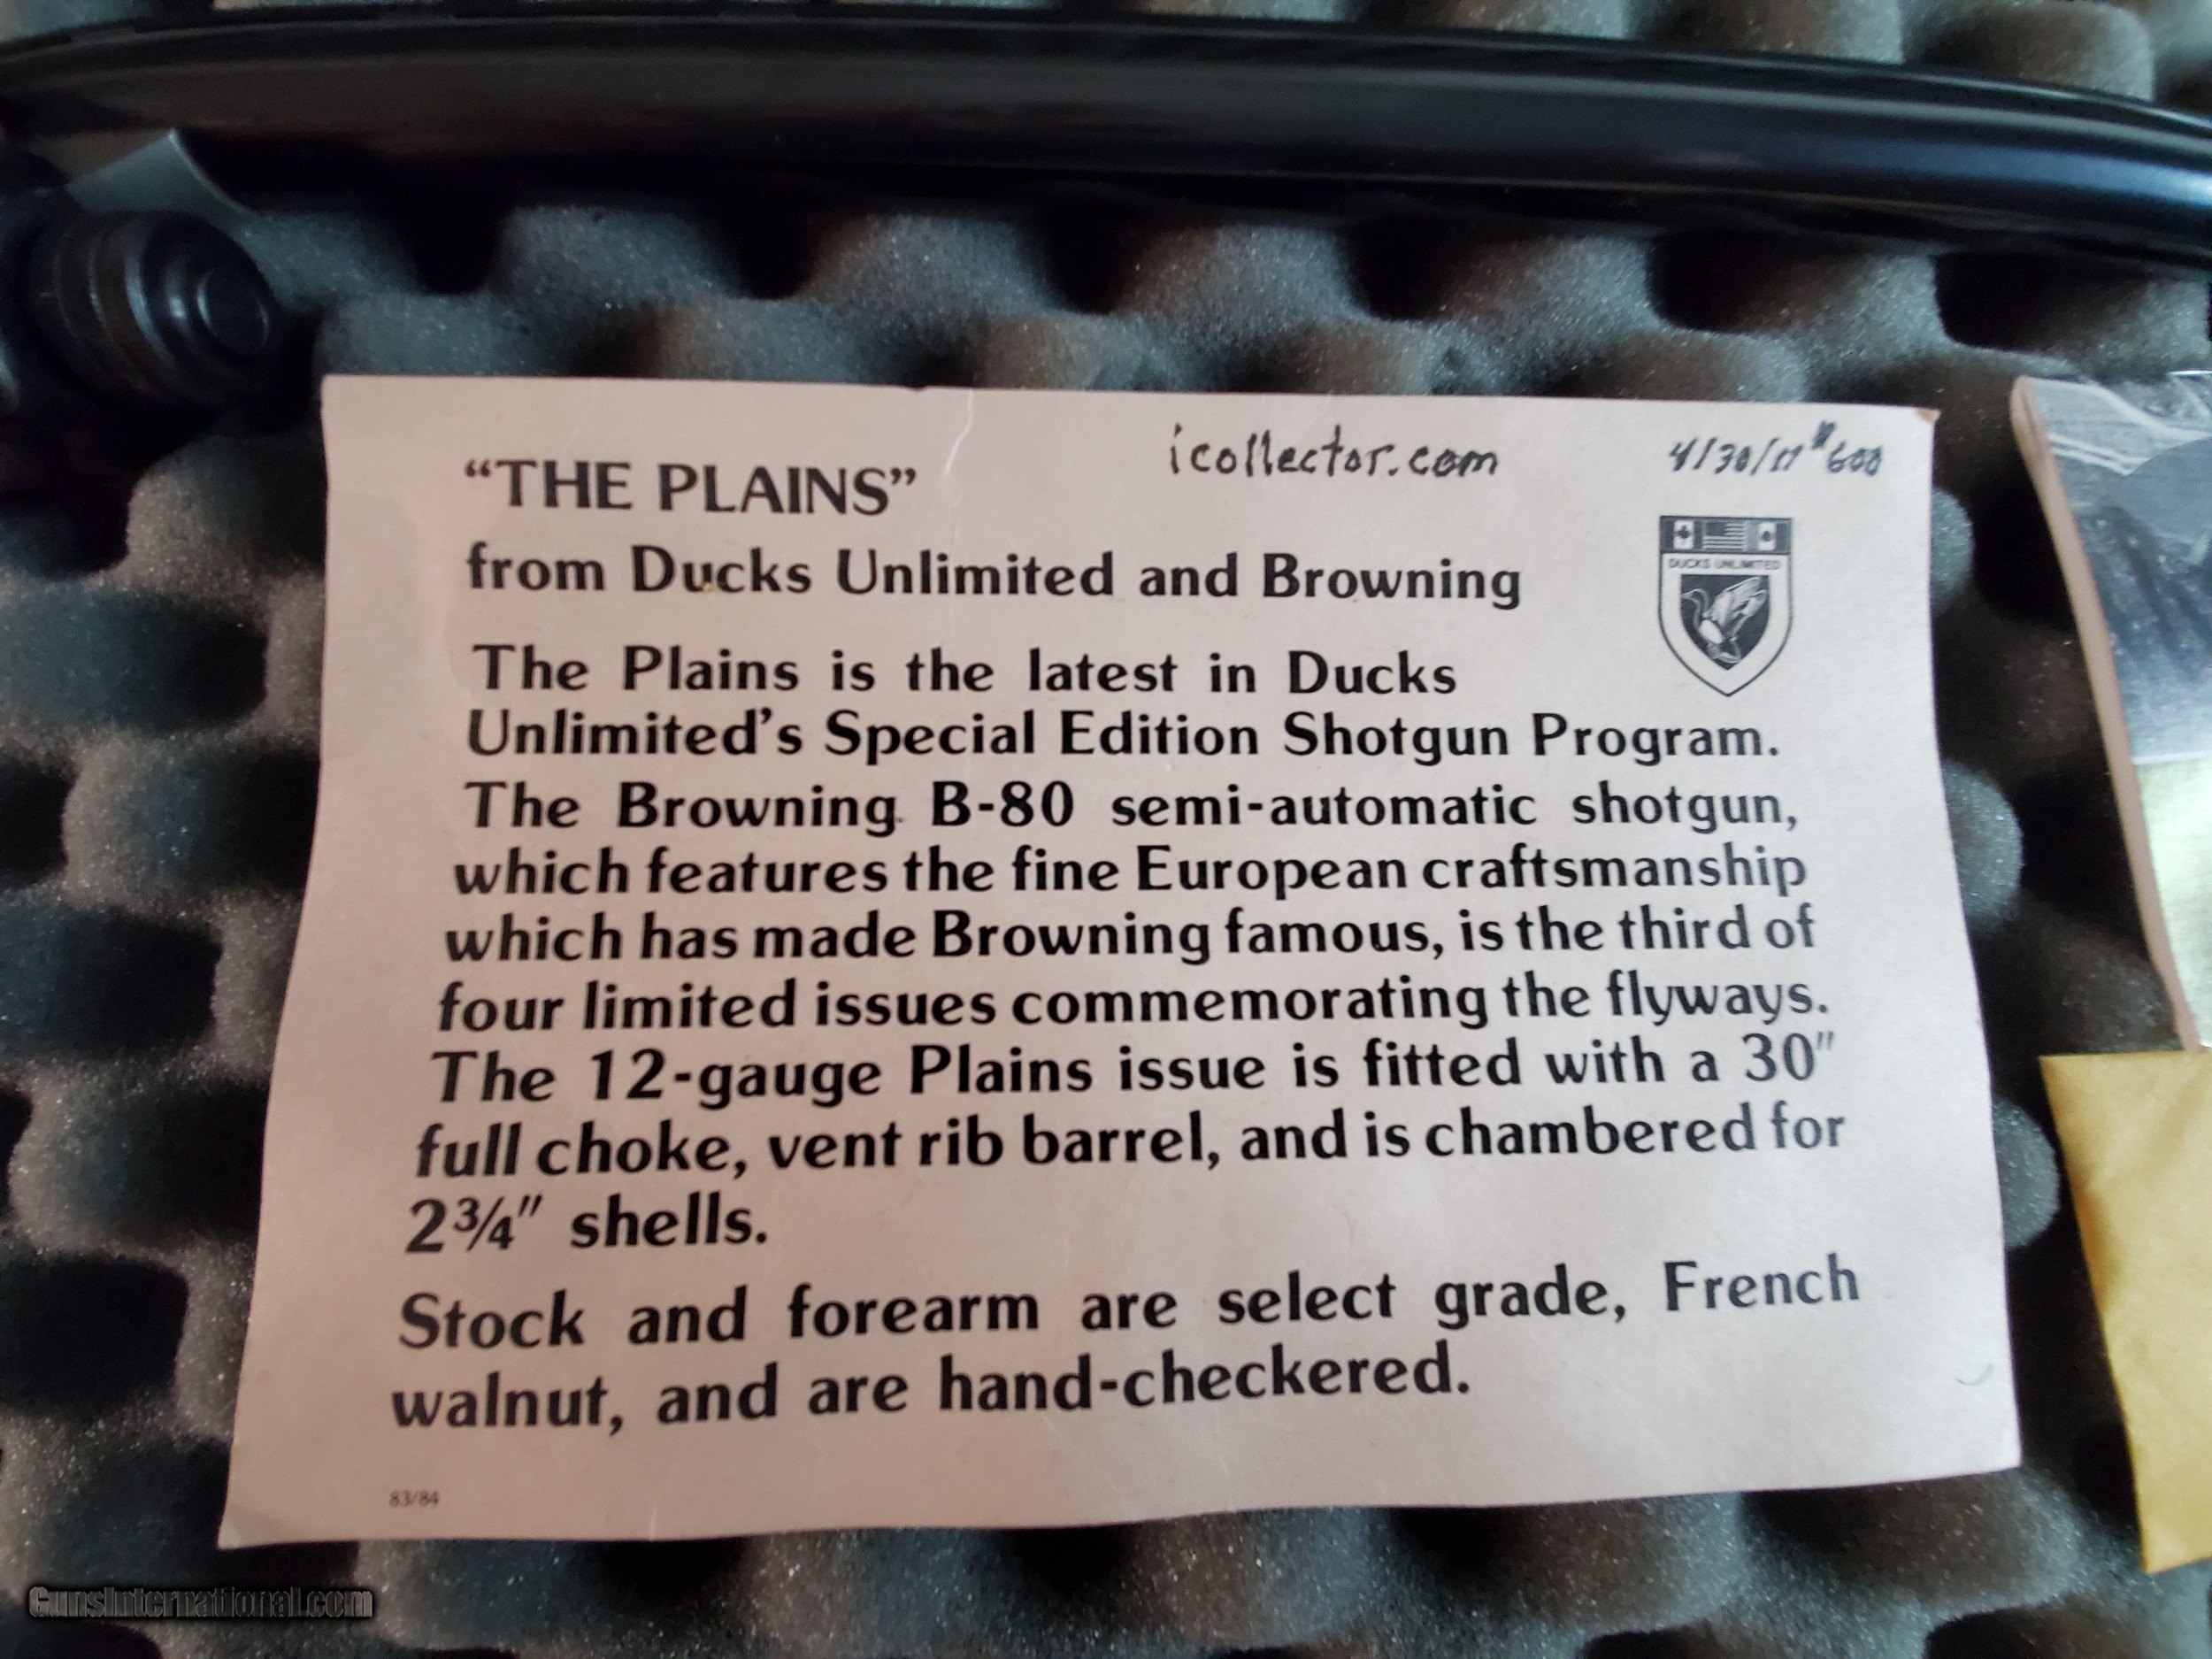 "THE PLAINS"
icollector.com
4/30/17 #600
from Ducks Unlimited and Browning
DUCKS UNLIMITED
The Plains is the latest in Ducks
Unlimited's Special Edition Shotgun Program.
The Browning B-80 semi-automatic shotgun,
which features the fine European craftsmanship
which has made Browning famous, is the third of
four limited issues commemorating the flyways.
The 12-gauge Plains issue is fitted with a 30"
full choke, vent rib barrel, and is chambered for
2¾" shells.
Stock and forearm are select grade, French
walnut, and are hand-checkered.
83/84
GunsInternational.com